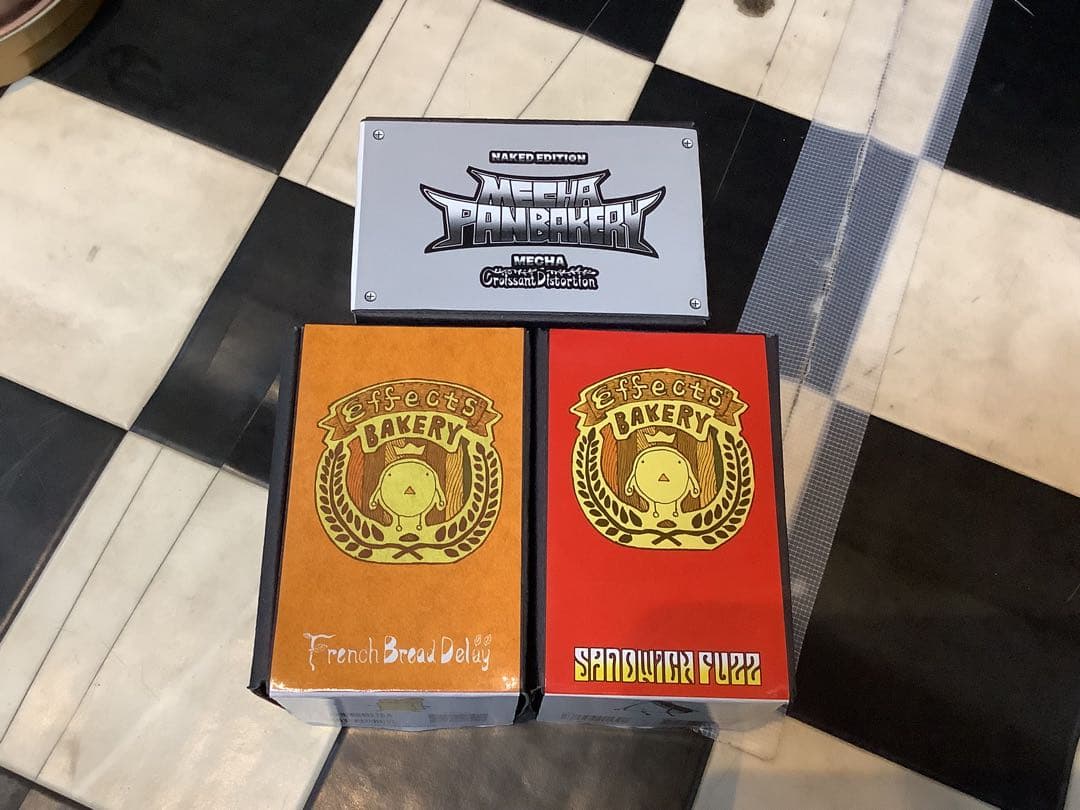 NAKED EDITION
MECHA
PANBAKERY
MECHA
Croissant Distortion
Effects
BAKERY
French Bread Delay
Effects
BAKERY
SANDWICH FUZZ